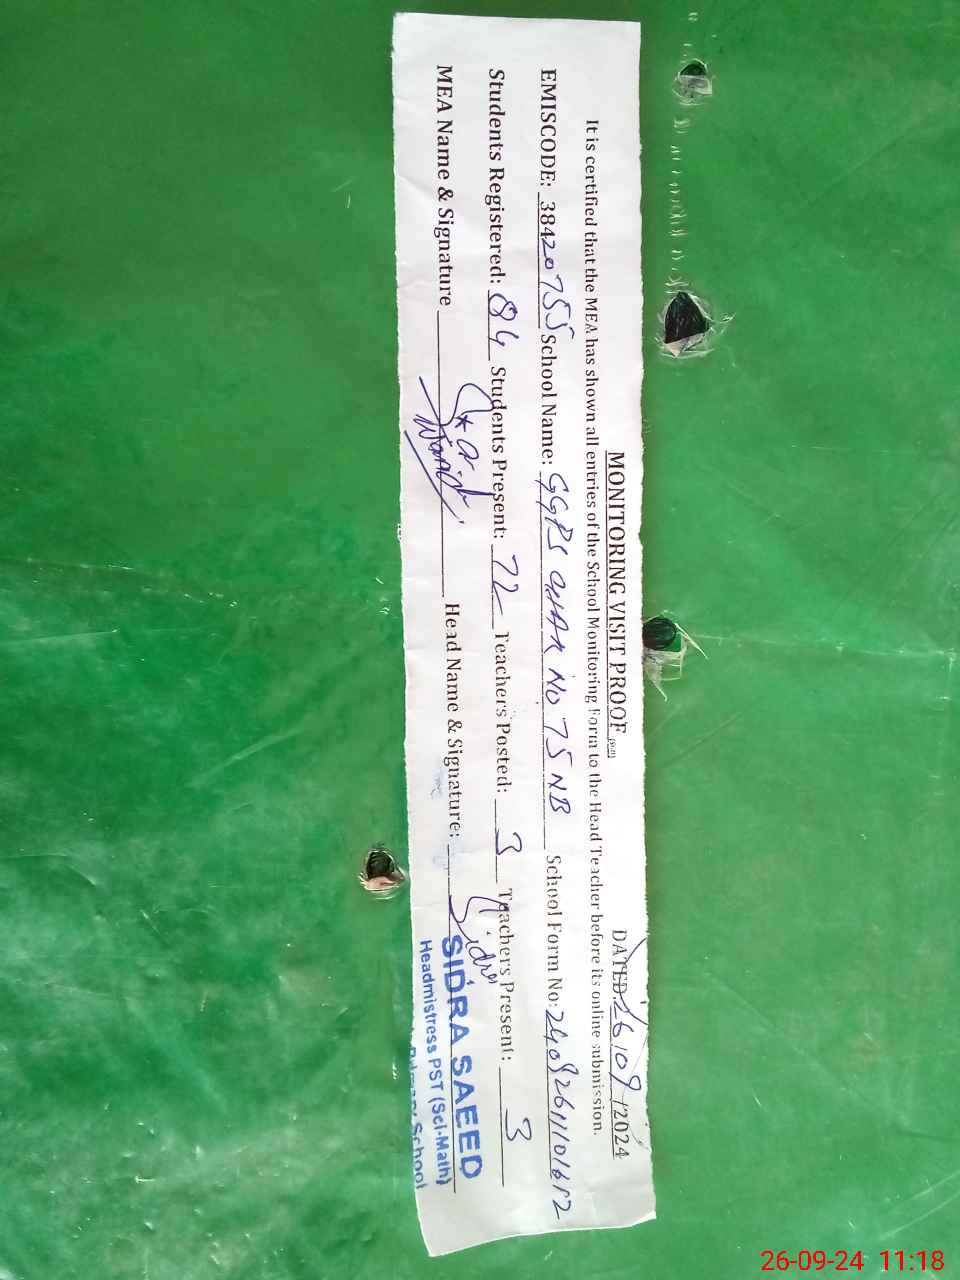 MONITORING VISIT PROOF
DATED: 26/09/2024
It is certified that the MEA has shown all entries of the School Monitoring Form to the Head Teacher before its online submission.
EMISCODE: 38420755 School Name: GGPS CHAK NO 75 NB School Form No:
Students Registered: 84 Students Present: 72 Teachers Posted: 3 Teachers Present: 3
MEA Name & Signature Head Name & Signature: Sidra
SIDRA SAEED
Headmistress PST (Sci-Math)
Primary School
26-09-24 11:18